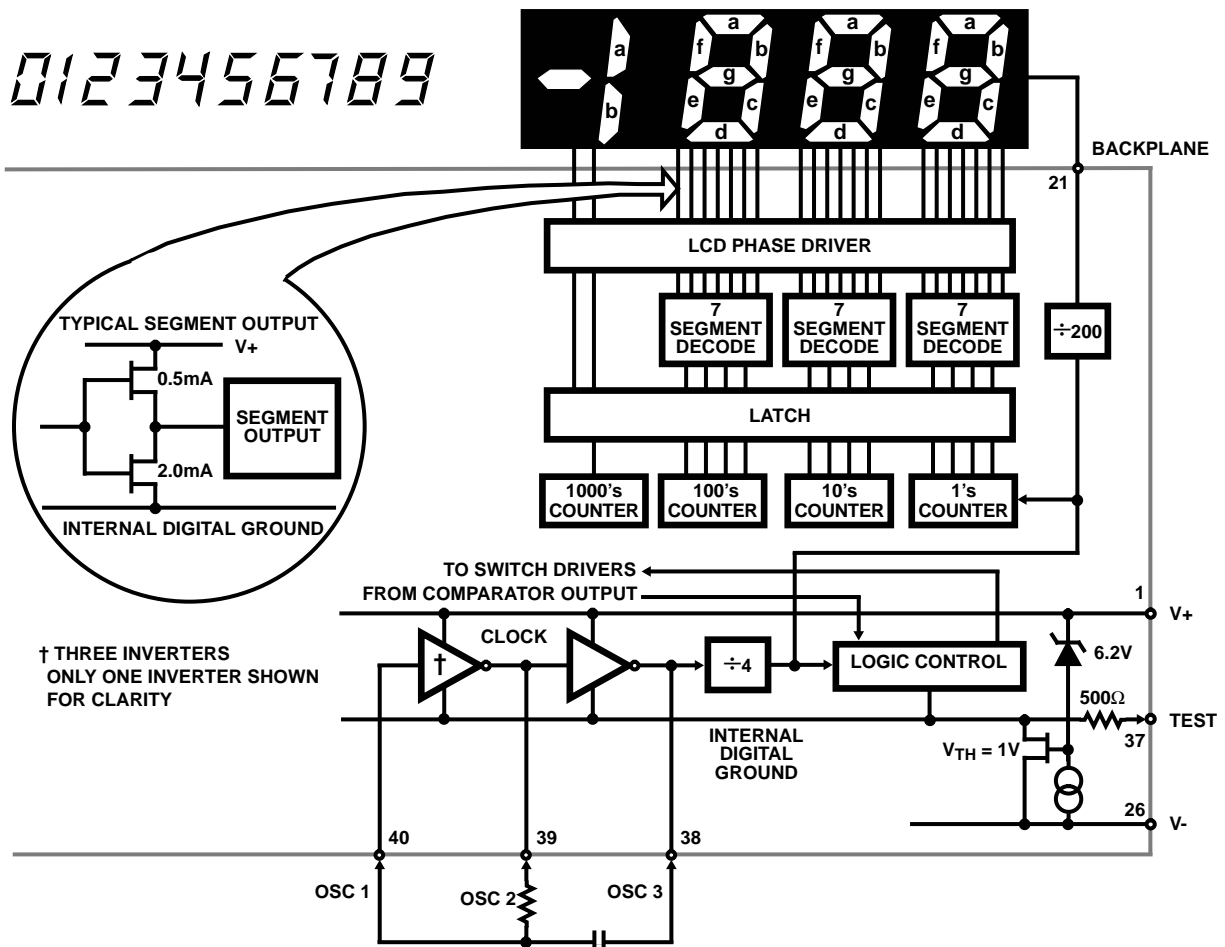 0123456789
a
a b c d e f g
a b c d e f g
a b c d e f g
b
BACKPLANE
21
LCD PHASE DRIVER
TYPICAL SEGMENT OUTPUT
V+
0.5mA
SEGMENT
OUTPUT
2.0mA
INTERNAL DIGITAL GROUND
7
SEGMENT
DECODE
7
SEGMENT
DECODE
7
SEGMENT
DECODE
÷200
LATCH
1000's
COUNTER
100's
COUNTER
10's
COUNTER
1's
COUNTER
TO SWITCH DRIVERS
FROM COMPARATOR OUTPUT
1
V+
† THREE INVERTERS
ONLY ONE INVERTER SHOWN
FOR CLARITY
†
CLOCK
÷4
LOGIC CONTROL
6.2V
500Ω
TEST
37
INTERNAL
DIGITAL
GROUND
VTH = 1V
26
V-
40
39
38
OSC 1
OSC 2
OSC 3